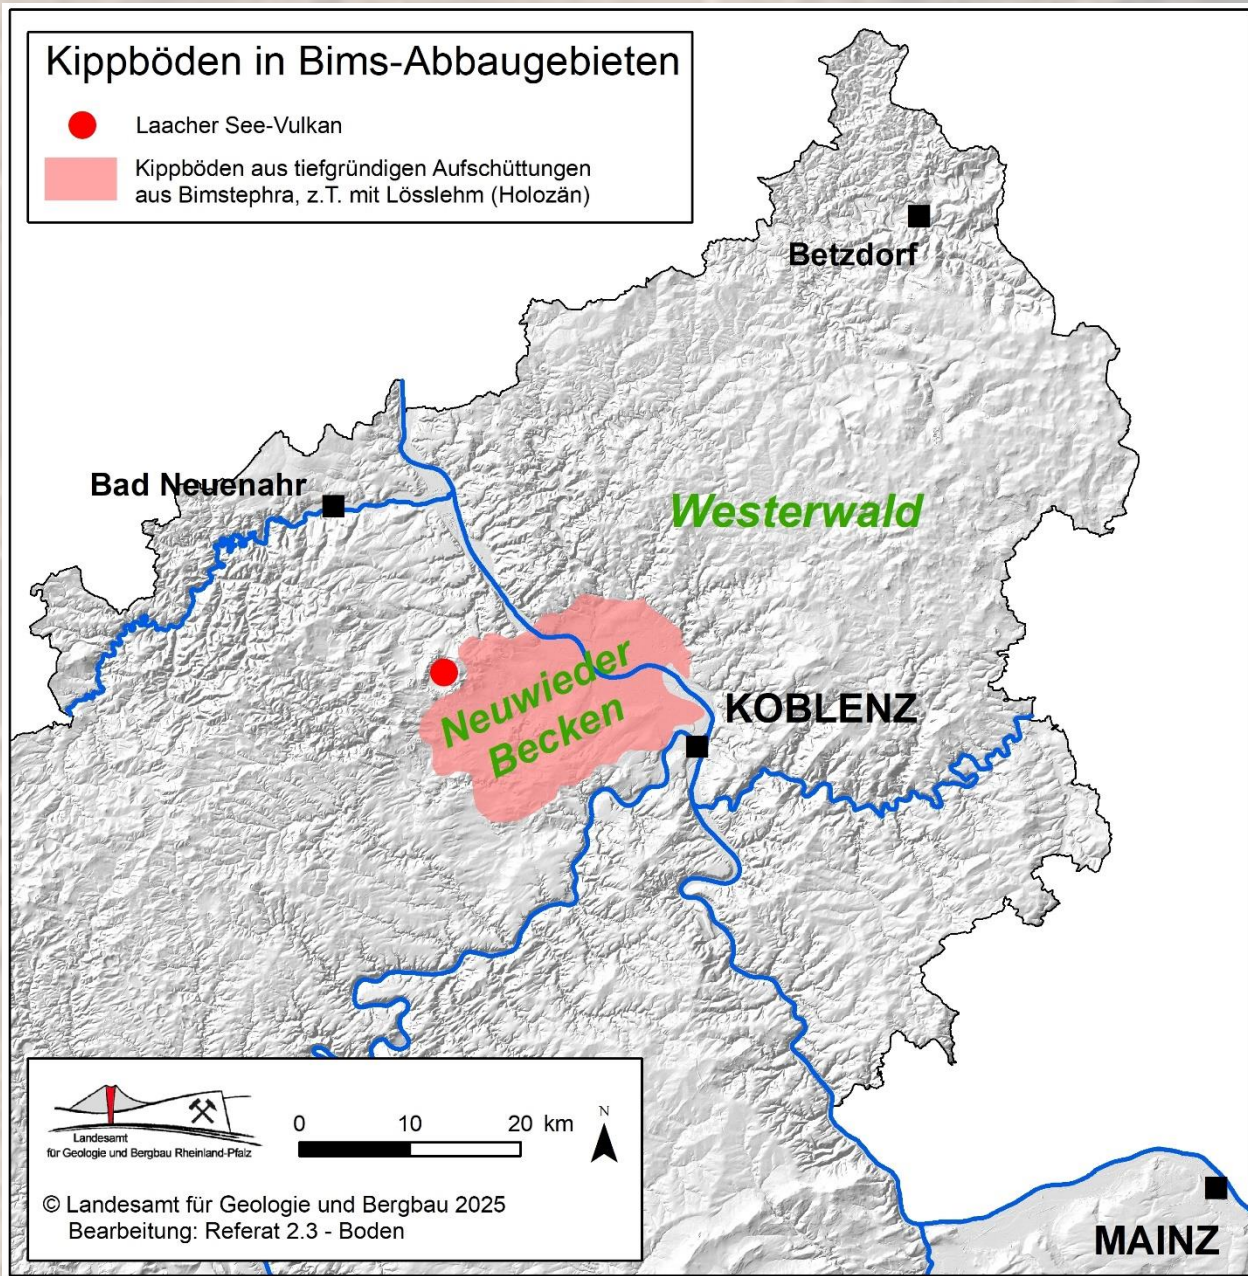 Kippböden in Bims-Abbaugebieten
Laacher See-Vulkan
Kippböden aus tiefgründigen Aufschüttungen
aus Bimstephra, z.T. mit Lösslehm (Holozän)
Betzdorf
Bad Neuenahr
Westerwald
Neuwieder
Becken
KOBLENZ
Landesamt
für Geologie und Bergbau Rheinland-Pfalz
0 10 20 km
N
© Landesamt für Geologie und Bergbau 2025
Bearbeitung: Referat 2.3 - Boden
MAINZ